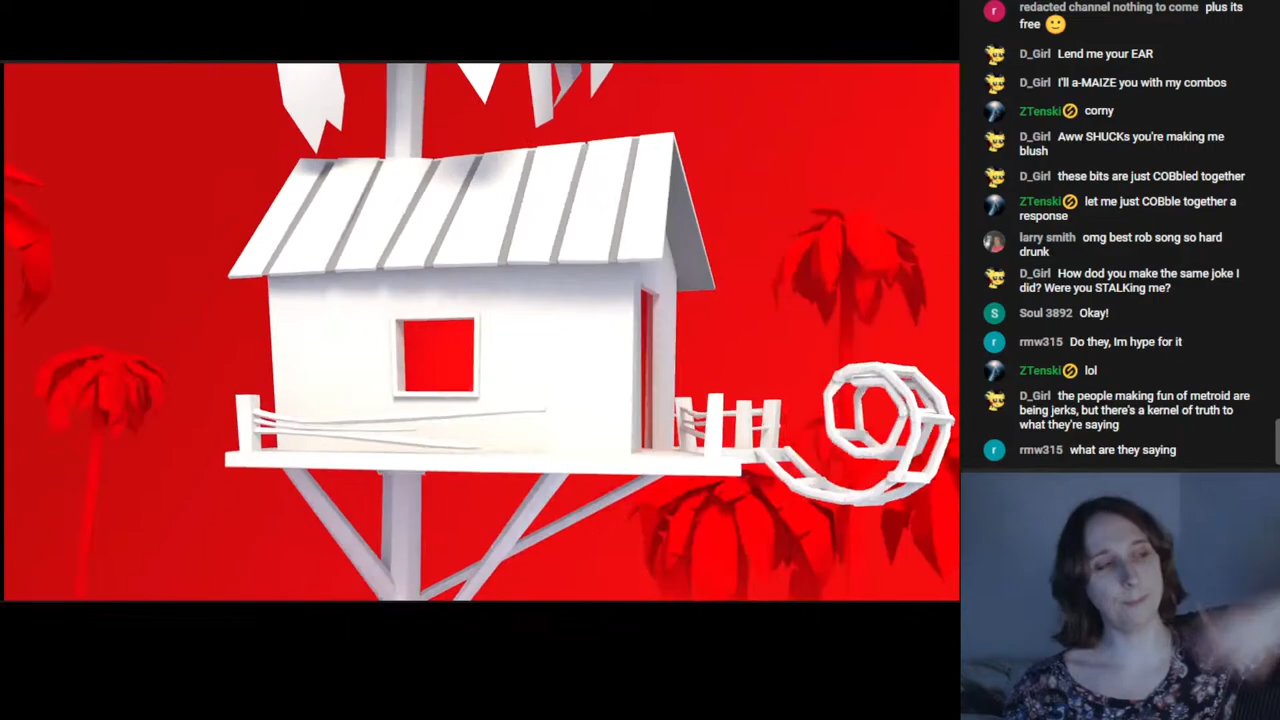 redacted channel nothing to come plus its
free
D_Girl Lend me your EAR
D_Girl I'll a-MAIZE you with my combos
ZTenski corny
D_Girl Aww SHUCKs you're making me
blush
D_Girl these bits are just COBbled together
ZTenski let me just COBble together a
response
larry smith omg best rob song so hard
drunk
D_Girl How dod you make the same joke I
did? Were you STALKing me?
S Soul 3892 Okay!
r rmw315 Do they, Im hype for it
ZTenski lol
D_Girl the people making fun of metroid are
being jerks, but there's a kernel of truth to
what they're saying
r rmw315 what are they saying